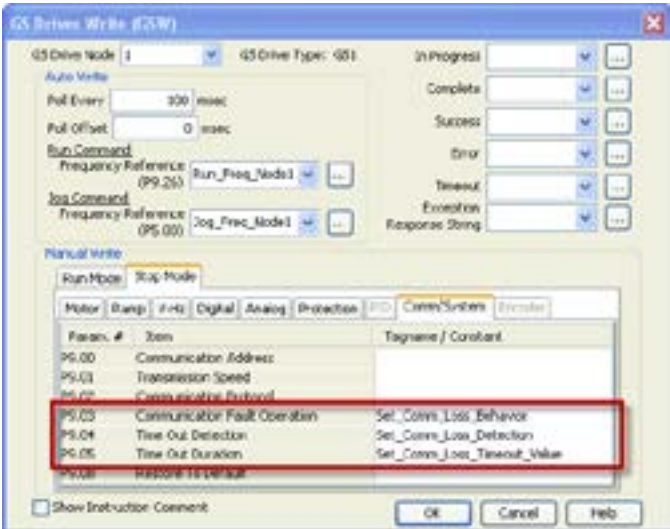 GS Drives Write (GSW)
GS Drive Node 1 GS Drive Type: GS1
Auto Write
Poll Every 100 msec
Poll Offset 0 msec
Run Command
Frequency Reference (P9.26) Run_Freq_Node1 ...
Jog Command
Frequency Reference (P5.00) Jog_Freq_Node1 ...
In Progress ...
Complete ...
Success ...
Error ...
Timeout ...
Exception Response String ...
Manual Write
Run Mode Stop Mode
Motor Ramp V/Hz Digital Analog Protection PID Comm/System Encoder
Param. # Item Tagname / Constant
P9.00 Communication Address
P9.01 Transmission Speed
P9.02 Communication Protocol
P9.03 Communication Fault Operation Set_Comm_Loss_Behavior
P9.04 Time Out Detection Set_Comm_Loss_Detection
P9.05 Time Out Duration Set_Comm_Loss_Timeout_Value
P9.08 Restore To Default
Show Instruction Comment OK Cancel Help